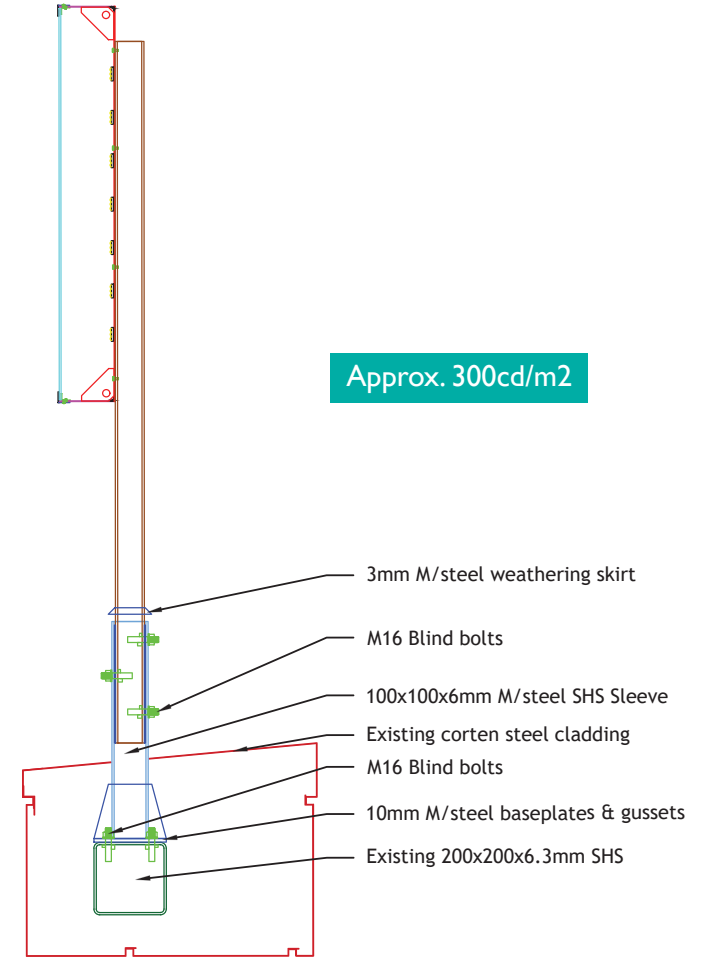 Approx. 300cd/m2
3mm M/steel weathering skirt
M16 Blind bolts
100x100x6mm M/steel SHS Sleeve
Existing corten steel cladding
M16 Blind bolts
10mm M/steel baseplates & gussets
Existing 200x200x6.3mm SHS